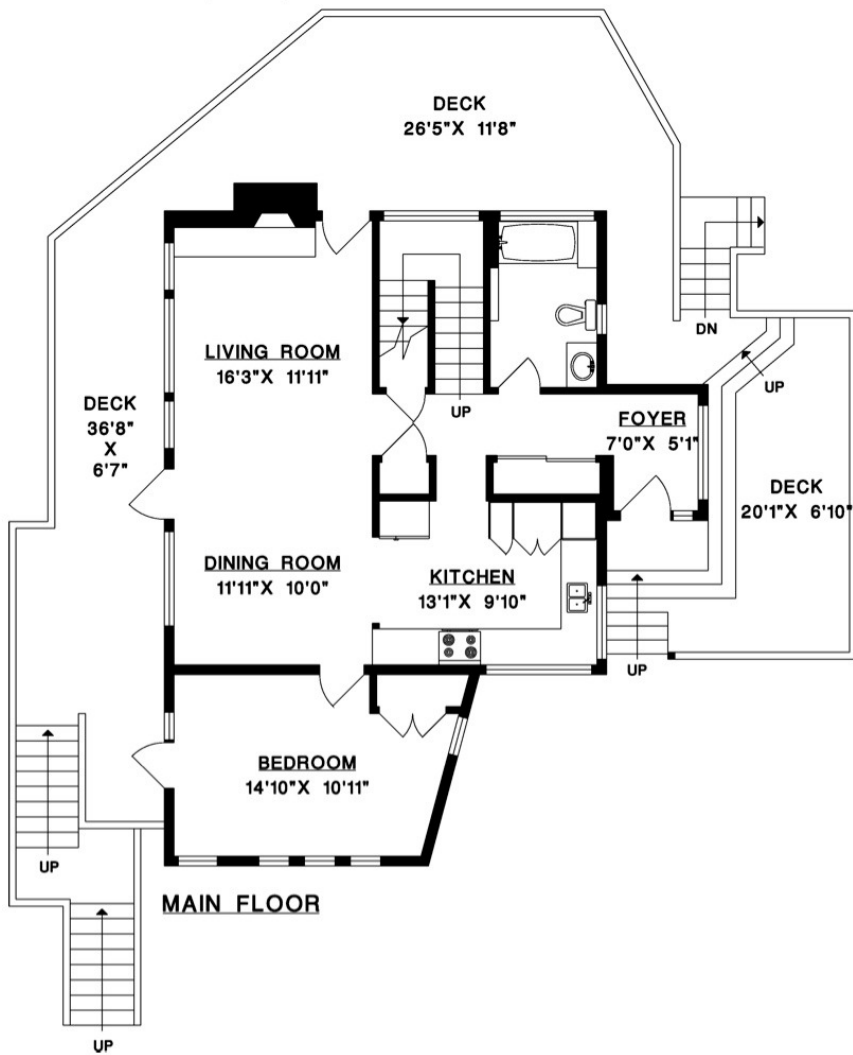 DECK
26'5"X 11'8"
LIVING ROOM
16'3"X 11'11"
DN
UP
UP
DECK
36'8"
X
6'7"
FOYER
7'0"X 5'1"
DECK
20'1"X 6'10"
DINING ROOM
11'11"X 10'0"
KITCHEN
13'1"X 9'10"
UP
UP
BEDROOM
14'10"X 10'11"
UP
MAIN FLOOR
UP